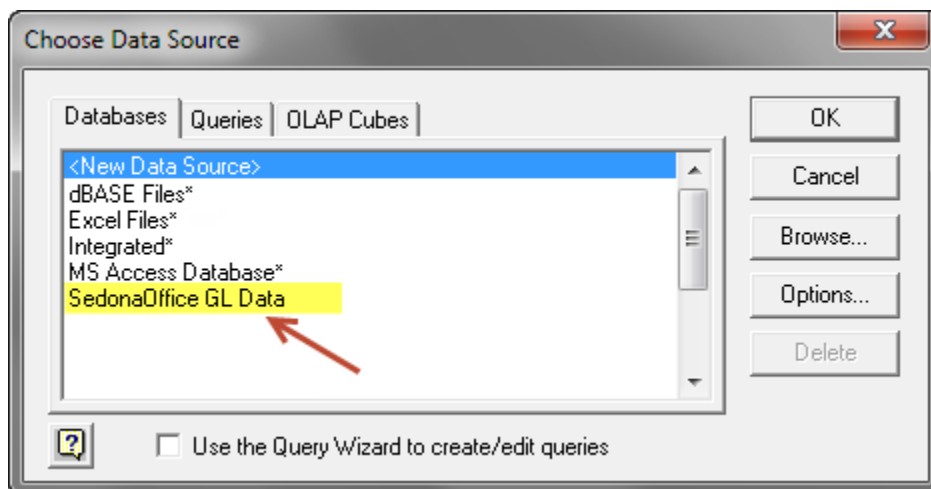 Choose Data Source
Databases Queries OLAP Cubes
<New Data Source>
dBASE Files*
Excel Files*
Integrated*
MS Access Database*
SedonaOffice GL Data
OK
Cancel
Browse...
Options...
Delete
Use the Query Wizard to create/edit queries